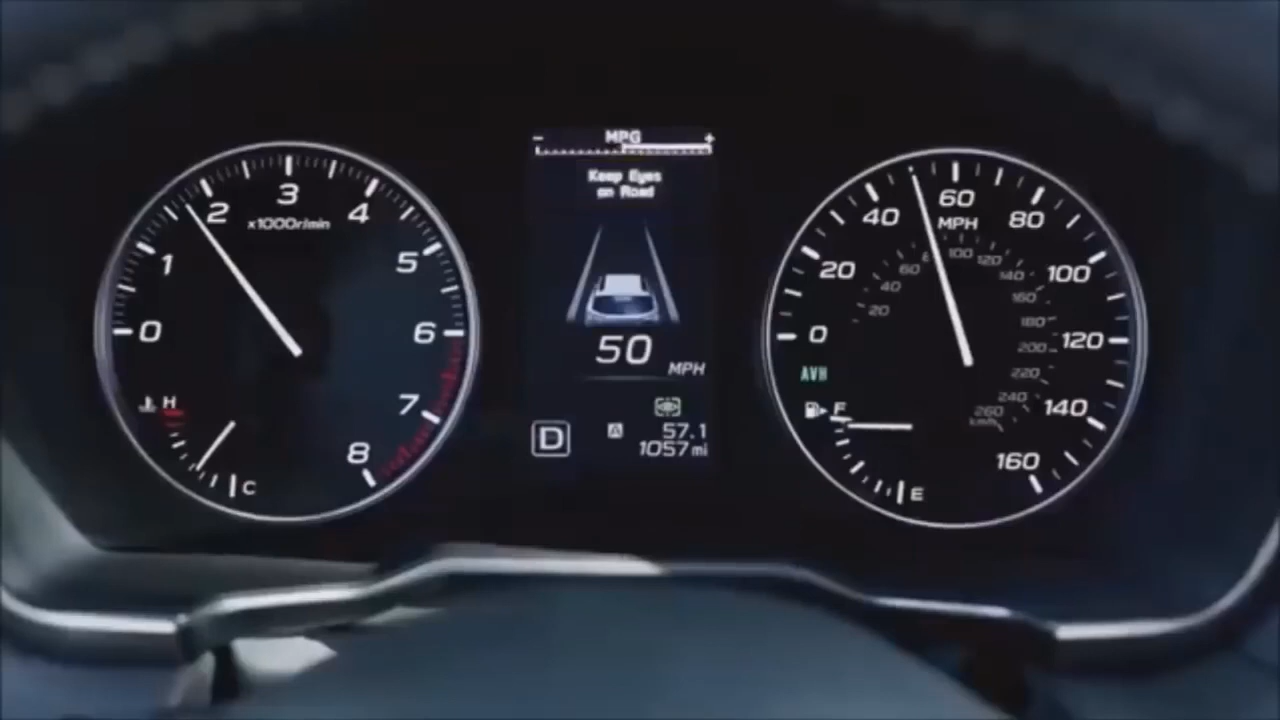 0
1
2
3
4
5
6
7
8
x1000r/min
H
C
- MPG +
Keep Eyes
on Road
50
MPH
D
A 57.1
1057 mi
0
20
40
60
80
100
120
140
160
MPH
20
40
60
100
120
140
160
180
200
220
240
260
km/h
AVH
F
E